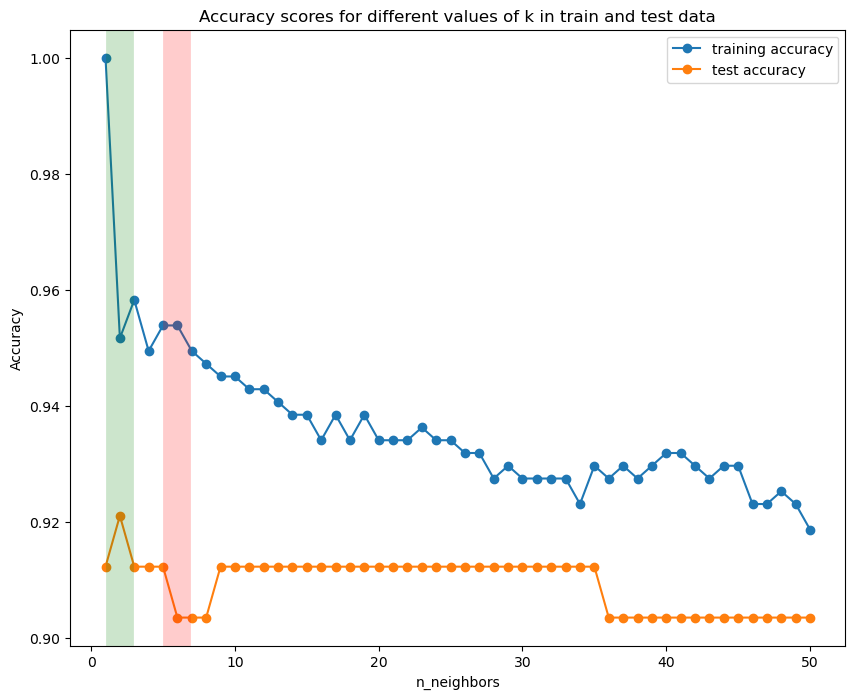 Accuracy scores for different values of k in train and test data
training accuracy
test accuracy
1.00
0.98
0.96
0.94
0.92
0.90
Accuracy
0
10
20
30
40
50
n_neighbors